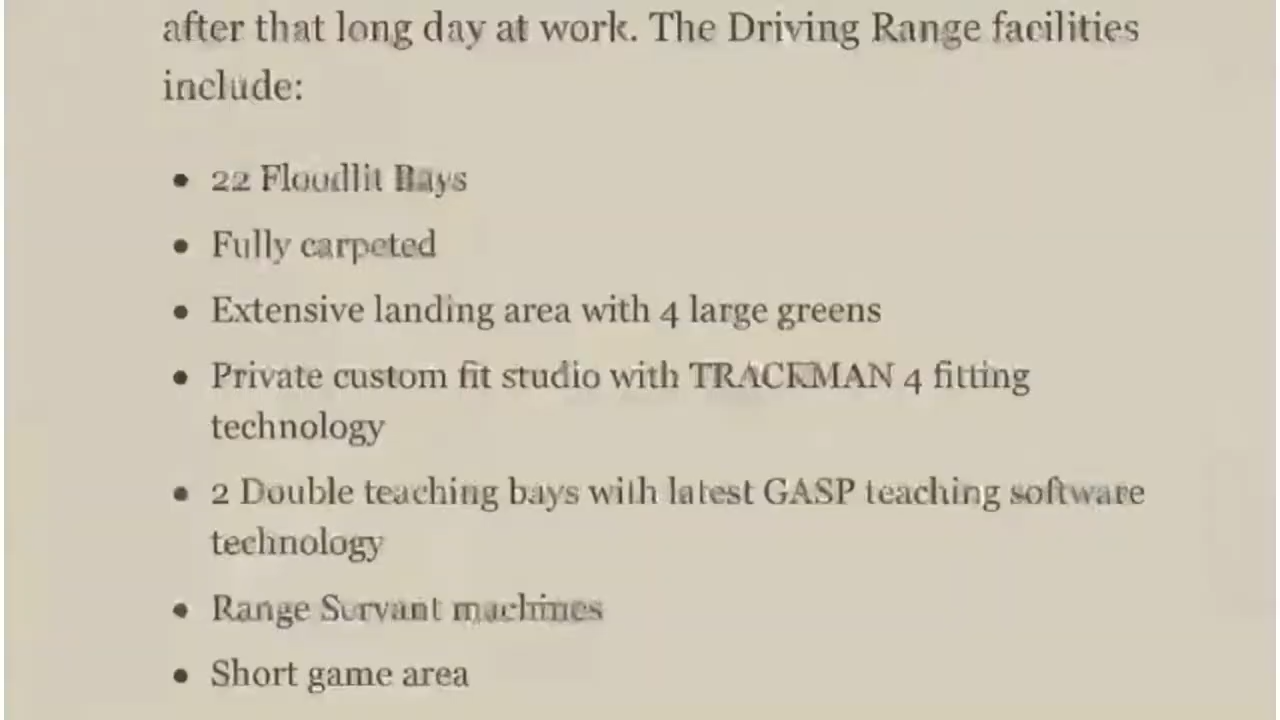 after that long day at work. The Driving Range facilities
include:
• 22 Floodlit Bays
• Fully carpeted
• Extensive landing area with 4 large greens
• Private custom fit studio with TRACKMAN 4 fitting
technology
• 2 Double teaching bays with latest GASP teaching software
technology
• Range Servant machines
• Short game area